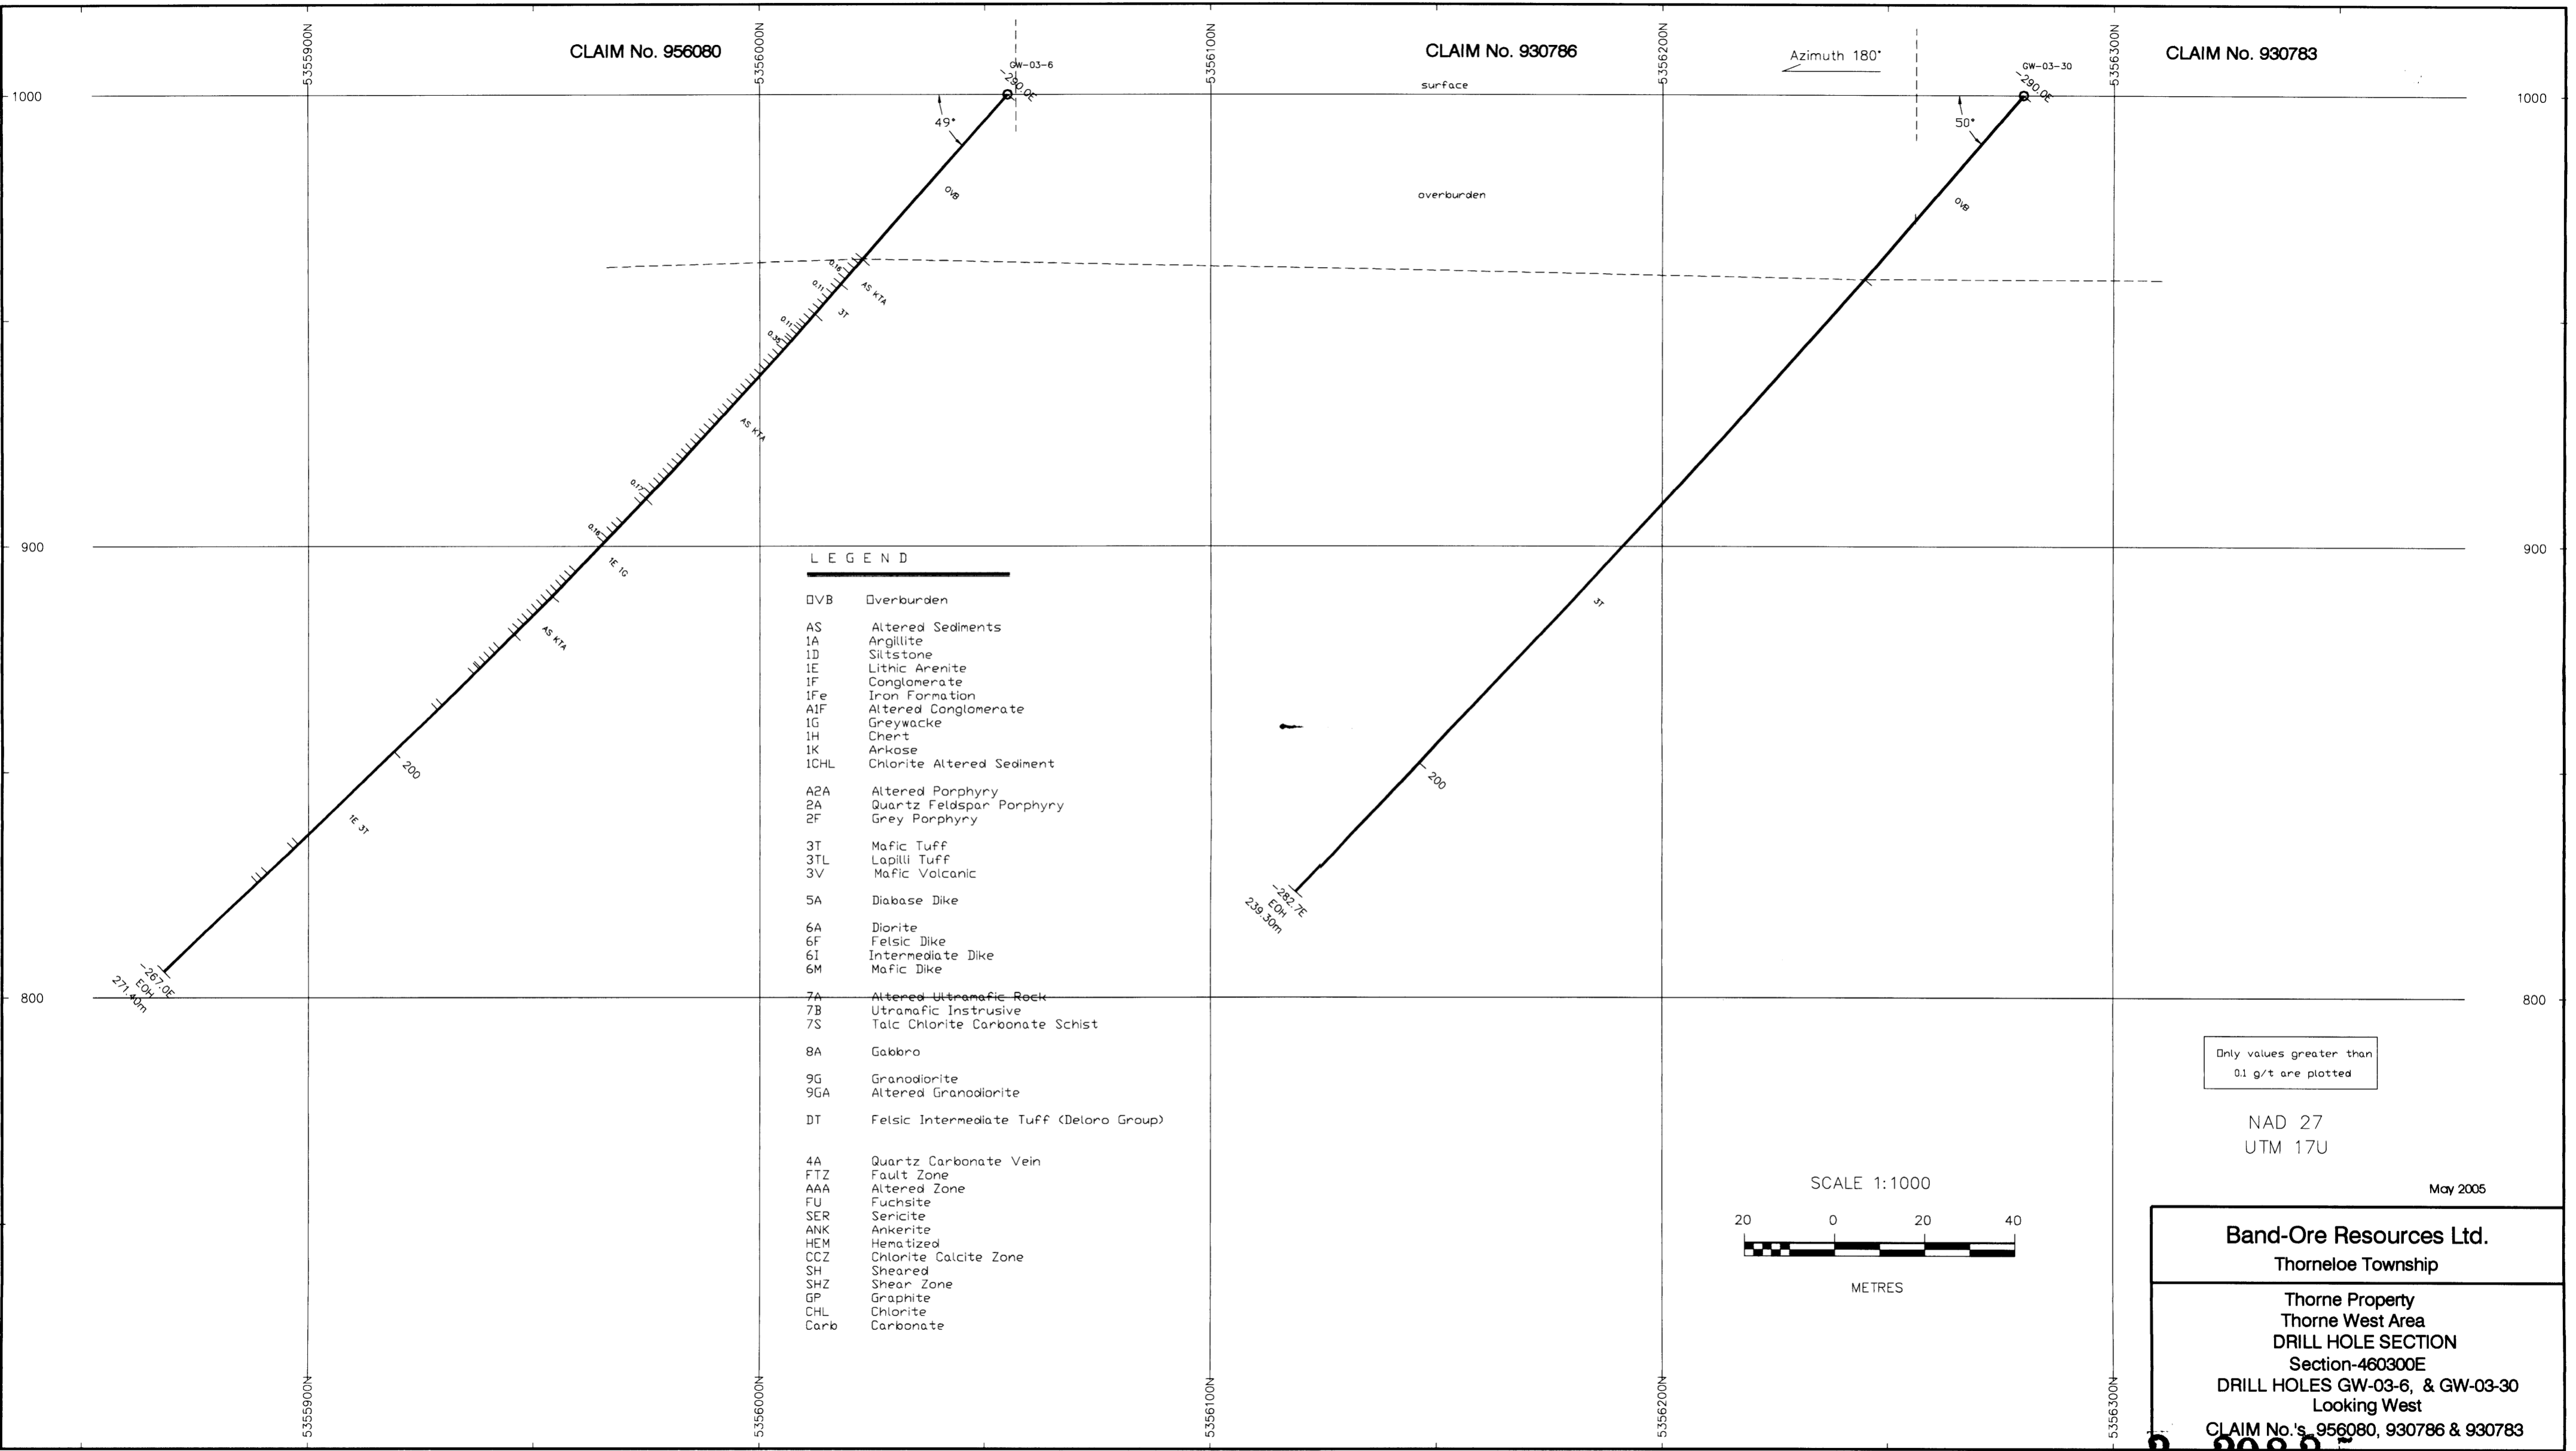 5355900N
5356000N
5356100N
5356200N
5356300N
CLAIM No. 956080
CLAIM No. 930786
CLAIM No. 930783
Azimuth 180°
GW-03-6
-290.0E
GW-03-30
-290.0E
surface
1000
1000
49°
50°
OVB
OVB
overburden
0.16
AS KTA
0.11
3T
0.11
0.35
AS KTA
0.17
0.16
900
900
1E 1G
3T
AS KTA
200
200
1E 3T
-282.7E
EOH
239.30m
-267.0E
EOH
271.40m
800
800
LEGEND
OVB Overburden
AS Altered Sediments
1A Argillite
1D Siltstone
1E Lithic Arenite
1F Conglomerate
1Fe Iron Formation
A1F Altered Conglomerate
1G Greywacke
1H Chert
1K Arkose
1CHL Chlorite Altered Sediment
A2A Altered Porphyry
2A Quartz Feldspar Porphyry
2F Grey Porphyry
3T Mafic Tuff
3TL Lapilli Tuff
3V Mafic Volcanic
5A Diabase Dike
6A Diorite
6F Felsic Dike
6I Intermediate Dike
6M Mafic Dike
7A Altered Ultramafic Rock
7B Utramafic Instrusive
7S Talc Chlorite Carbonate Schist
8A Gabbro
9G Granodiorite
9GA Altered Granodiorite
DT Felsic Intermediate Tuff (Deloro Group)
4A Quartz Carbonate Vein
FTZ Fault Zone
AAA Altered Zone
FU Fuchsite
SER Sericite
ANK Ankerite
HEM Hematized
CCZ Chlorite Calcite Zone
SH Sheared
SHZ Shear Zone
GP Graphite
CHL Chlorite
Carb Carbonate
Only values greater than
0.1 g/t are plotted
NAD 27
UTM 17U
SCALE 1:1000
20 0 20 40
METRES
May 2005
Band-Ore Resources Ltd.
Thorneloe Township
Thorne Property
Thorne West Area
DRILL HOLE SECTION
Section-460300E
DRILL HOLES GW-03-6, & GW-03-30
Looking West
CLAIM No.'s 956080, 930786 & 930783
5355900N
5356000N
5356100N
5356200N
5356300N